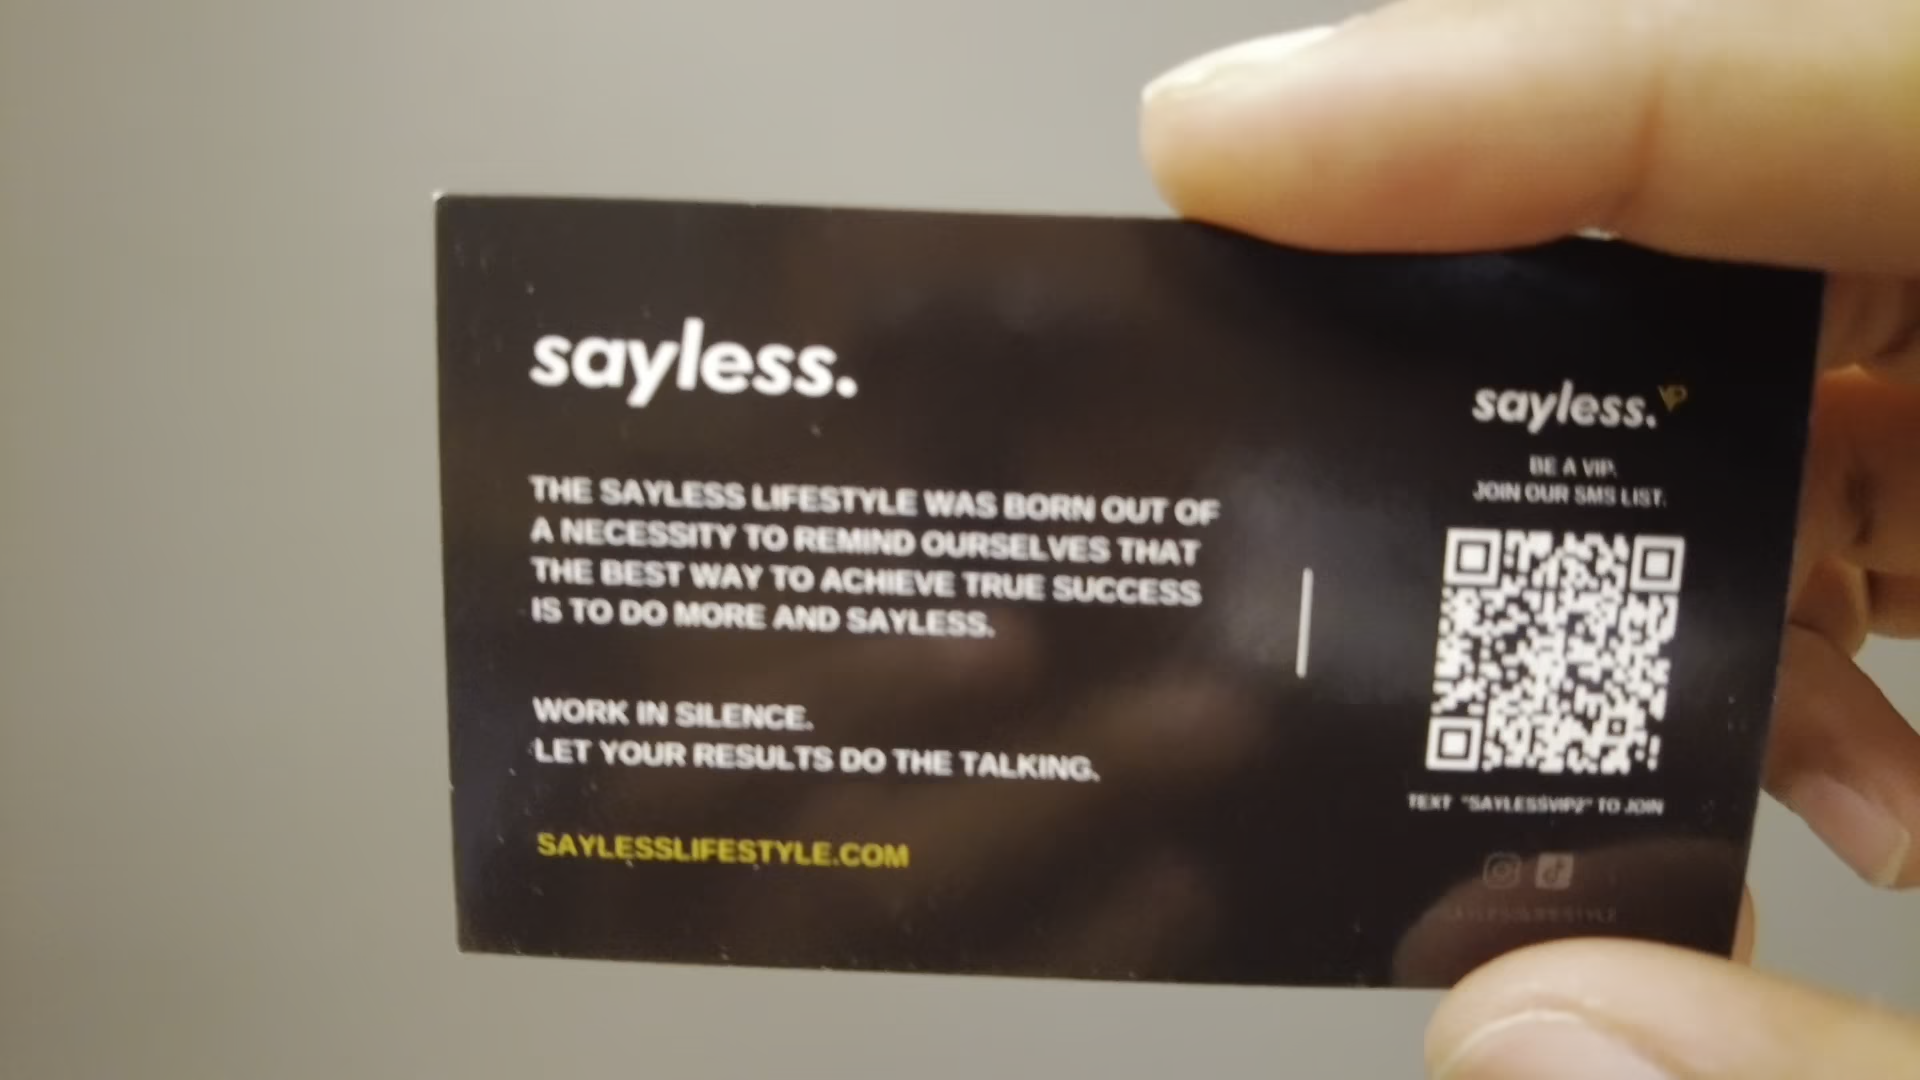 sayless.
THE SAYLESS LIFESTYLE WAS BORN OUT OF
A NECESSITY TO REMIND OURSELVES THAT
THE BEST WAY TO ACHIEVE TRUE SUCCESS
IS TO DO MORE AND SAYLESS.
WORK IN SILENCE.
LET YOUR RESULTS DO THE TALKING.
SAYLESSLIFESTYLE.COM
sayless.VIP
BE A VIP.
JOIN OUR SMS LIST.
TEXT "SAYLESSVIP2" TO JOIN